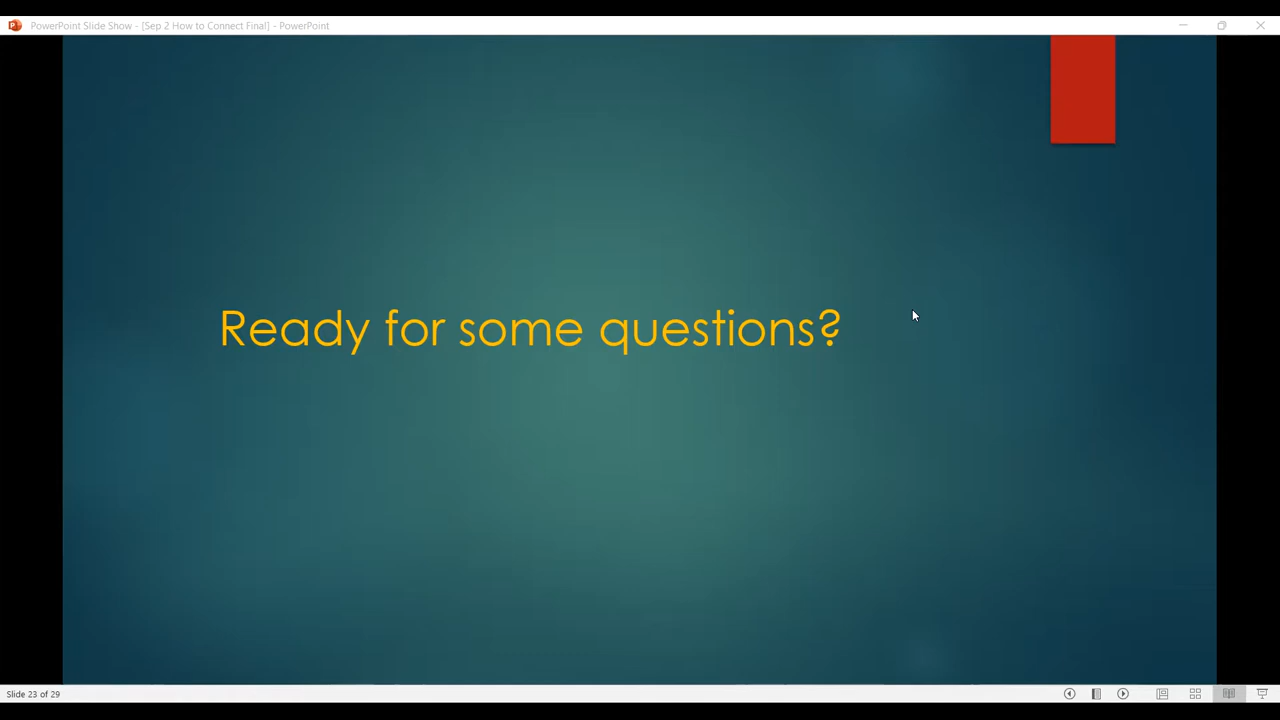 PowerPoint Slide Show - [Sep 2 How to Connect Final] - PowerPoint
Ready for some questions?
Slide 23 of 29